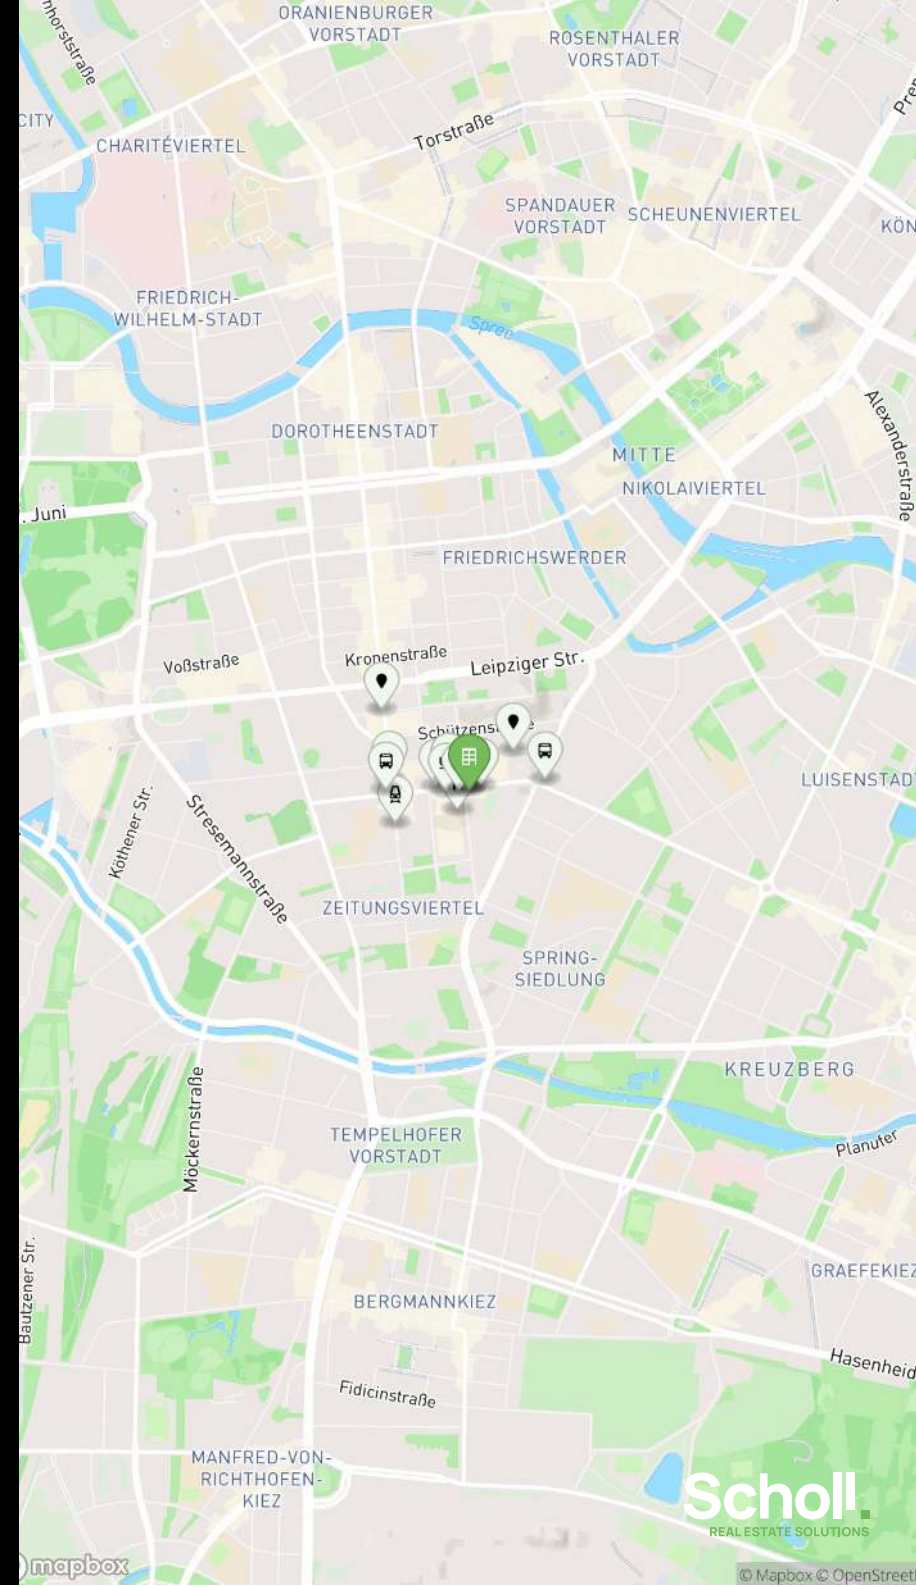 ORANIENBURGER
VORSTADT
ROSENTHALER
VORSTADT
CITY
CHARITÉVIERTEL
Torstraße
SPANDAUER
VORSTADT
SCHEUNENVIERTEL
KÖN
FRIEDRICH-
WILHELM-STADT
Spree
DOROTHEENSTADT
Alexanderstraße
MITTE
NIKOLAIVIERTEL
. Juni
FRIEDRICHSWERDER
Voßstraße
Kronenstraße
Leipziger Str.
LUISENSTADT
Köthener Str.
Stresemannstraße
ZEITUNGSVIERTEL
SPRING-
SIEDLUNG
KREUZBERG
Möckernstraße
TEMPELHOFER
VORSTADT
Planufer
Bautzener Str.
GRAEFEKIEZ
BERGMANNKIEZ
Hasenheid
Fidicinstraße
MANFRED-VON-
RICHTHOFEN-
KIEZ
Scholl.
REAL ESTATE SOLUTIONS
mapbox
© Mapbox © OpenStreet